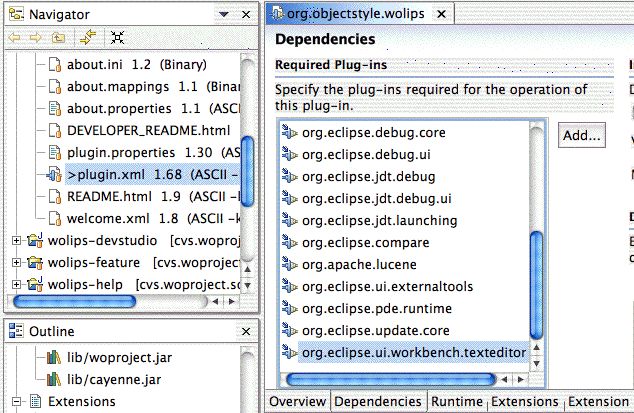 Navigator
about.ini 1.2 (Binary)
about.mappings 1.1 (Binary)
about.properties 1.1 (ASCII
DEVELOPER_README.html
plugin.properties 1.30 (AS
>plugin.xml 1.68 (ASCII -
README.html 1.9 (ASCII -k
welcome.xml 1.8 (ASCII -k
wolips-devstudio [cvs.woproje
wolips-feature [cvs.woproject
wolips-help [cvs.woproject.so
Outline
lib/woproject.jar
lib/cayenne.jar
Extensions
org.objectstyle.wolips
Dependencies
Required Plug-ins
Specify the plug-ins required for the operation of
this plug-in.
org.eclipse.debug.core
org.eclipse.debug.ui
org.eclipse.jdt.debug
org.eclipse.jdt.debug.ui
org.eclipse.jdt.launching
org.eclipse.compare
org.apache.lucene
org.eclipse.ui.externaltools
org.eclipse.pde.runtime
org.eclipse.update.core
org.eclipse.ui.workbench.texteditor
Add...
Overview Dependencies Runtime Extensions Extension